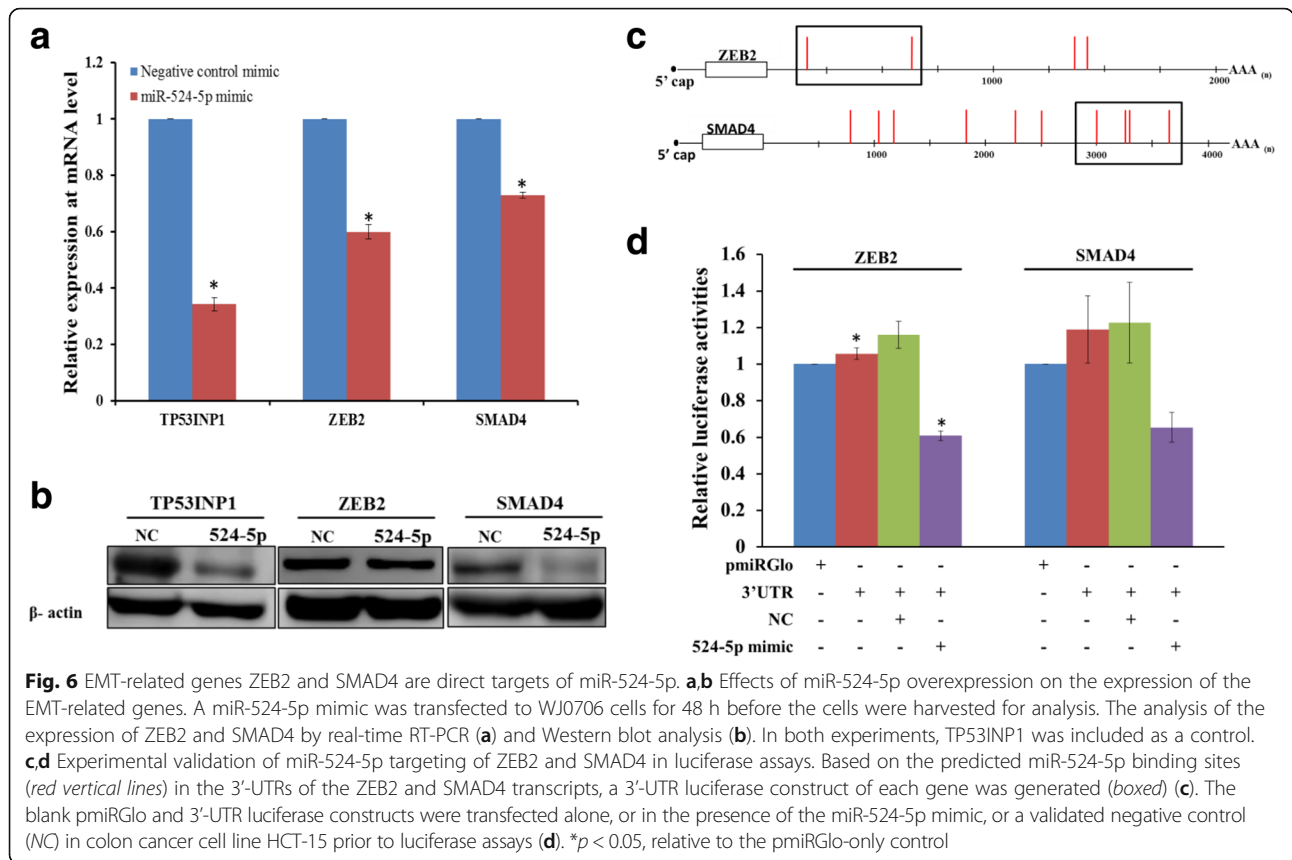 a
1.2
Negative control mimic
miR-524-5p mimic
1
0.8
0.6
0.4
0.2
0
*
*
*
Relative expression at mRNA level
TP53INP1 ZEB2 SMAD4
b
TP53INP1 ZEB2 SMAD4
NC 524-5p NC 524-5p NC 524-5p
β- actin
c
ZEB2
5' cap
1000 2000
AAA (n)
SMAD4
5' cap
1000 2000 3000 4000
AAA (n)
d
ZEB2 SMAD4
1.6
1.4
1.2
1
0.8
0.6
0.4
0.2
0
*
*
Relative luciferase activities
pmiRGlo + - - - + - - -
3'UTR - + + + - + + +
NC - - + - - - + -
524-5p mimic - - - + - - - +
Fig. 6 EMT-related genes ZEB2 and SMAD4 are direct targets of miR-524-5p. a,b Effects of miR-524-5p overexpression on the expression of the
EMT-related genes. A miR-524-5p mimic was transfected to WJ0706 cells for 48 h before the cells were harvested for analysis. The analysis of the
expression of ZEB2 and SMAD4 by real-time RT-PCR (a) and Western blot analysis (b). In both experiments, TP53INP1 was included as a control.
c,d Experimental validation of miR-524-5p targeting of ZEB2 and SMAD4 in luciferase assays. Based on the predicted miR-524-5p binding sites
(red vertical lines) in the 3'-UTRs of the ZEB2 and SMAD4 transcripts, a 3'-UTR luciferase construct of each gene was generated (boxed) (c). The
blank pmiRGlo and 3'-UTR luciferase constructs were transfected alone, or in the presence of the miR-524-5p mimic, or a validated negative control
(NC) in colon cancer cell line HCT-15 prior to luciferase assays (d). *p < 0.05, relative to the pmiRGlo-only control